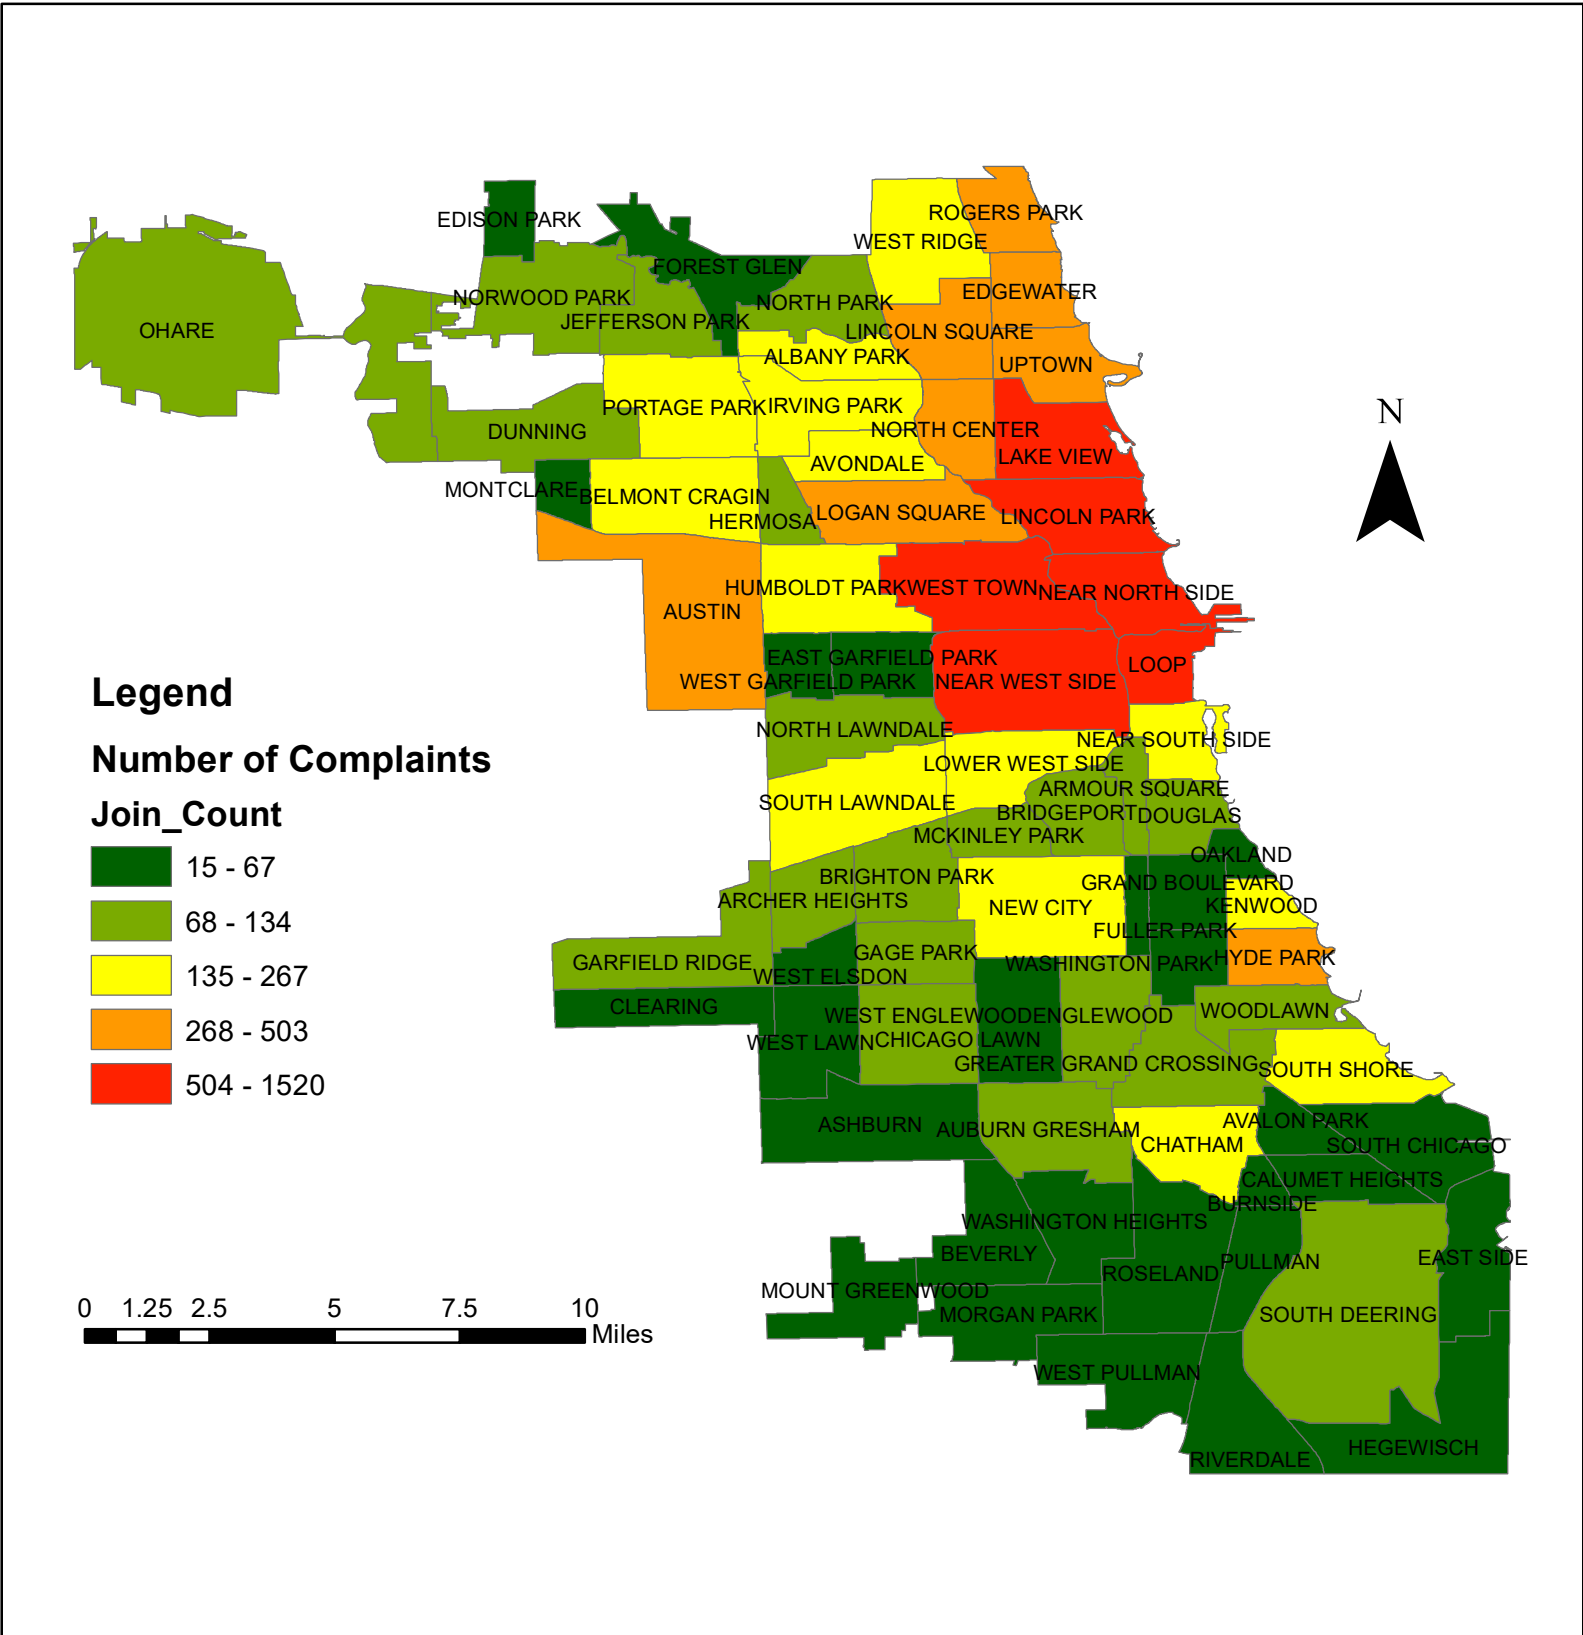 ROGERS PARK
EDISON PARK
WEST RIDGE
FOREST GLEN
EDGEWATER
NORWOOD PARK
NORTH PARK
JEFFERSON PARK
OHARE
LINCOLN SQUARE
ALBANY PARK
UPTOWN
PORTAGE PARK
IRVING PARK
N
NORTH CENTER
DUNNING
LAKE VIEW
AVONDALE
MONTCLARE
BELMONT CRAGIN
LOGAN SQUARE
LINCOLN PARK
HERMOSA
HUMBOLDT PARK
WEST TOWN
NEAR NORTH SIDE
AUSTIN
EAST GARFIELD PARK
LOOP
WEST GARFIELD PARK
NEAR WEST SIDE
NORTH LAWNDALE
NEAR SOUTH SIDE
LOWER WEST SIDE
ARMOUR SQUARE
SOUTH LAWNDALE
BRIDGEPORT
DOUGLAS
MCKINLEY PARK
OAKLAND
BRIGHTON PARK
GRAND BOULEVARD
ARCHER HEIGHTS
NEW CITY
KENWOOD
FULLER PARK
GAGE PARK
HYDE PARK
GARFIELD RIDGE
WASHINGTON PARK
WEST ELSDON
CLEARING
WOODLAWN
WEST ENGLEWOOD
ENGLEWOOD
WEST LAWN
CHICAGO LAWN
GREATER GRAND CROSSING
SOUTH SHORE
ASHBURN
AUBURN GRESHAM
AVALON PARK
CHATHAM
SOUTH CHICAGO
CALUMET HEIGHTS
BURNSIDE
WASHINGTON HEIGHTS
BEVERLY
EAST SIDE
PULLMAN
ROSELAND
MOUNT GREENWOOD
MORGAN PARK
SOUTH DEERING
WEST PULLMAN
HEGEWISCH
RIVERDALE
Legend
Number of Complaints
Join_Count
15 - 67
68 - 134
135 - 267
268 - 503
504 - 1520
0 1.25 2.5 5 7.5 10
Miles